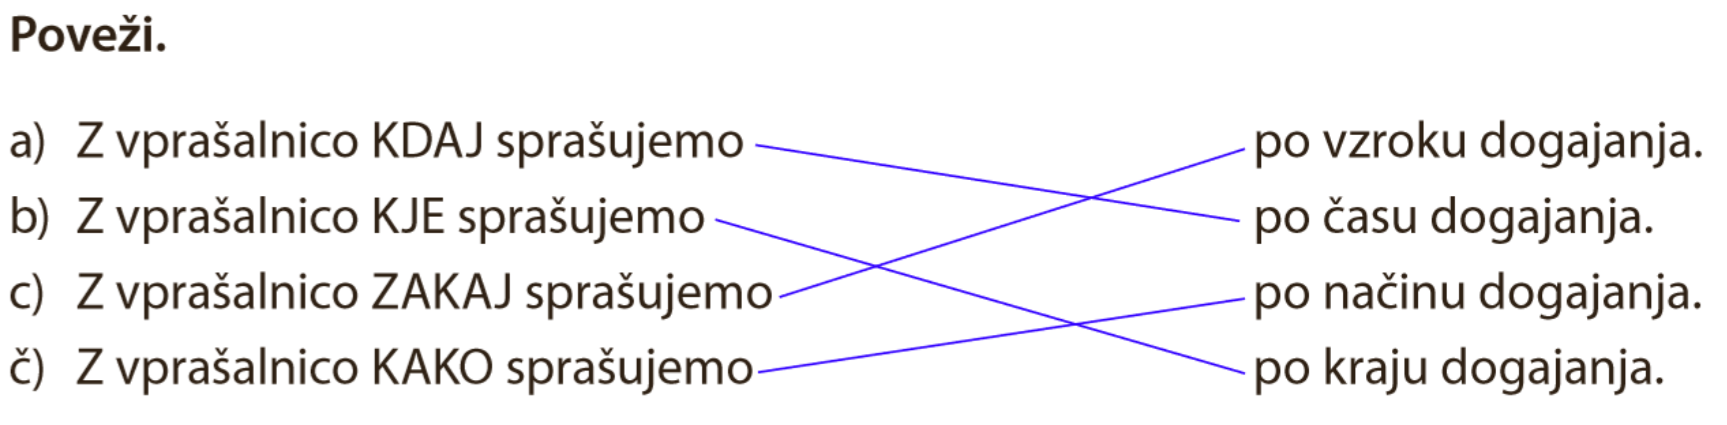 Poveži.
a) Z vprašalnico KDAJ sprašujemo po vzroku dogajanja.
b) Z vprašalnico KJE sprašujemo po času dogajanja.
c) Z vprašalnico ZAKAJ sprašujemo po načinu dogajanja.
č) Z vprašalnico KAKO sprašujemo po kraju dogajanja.